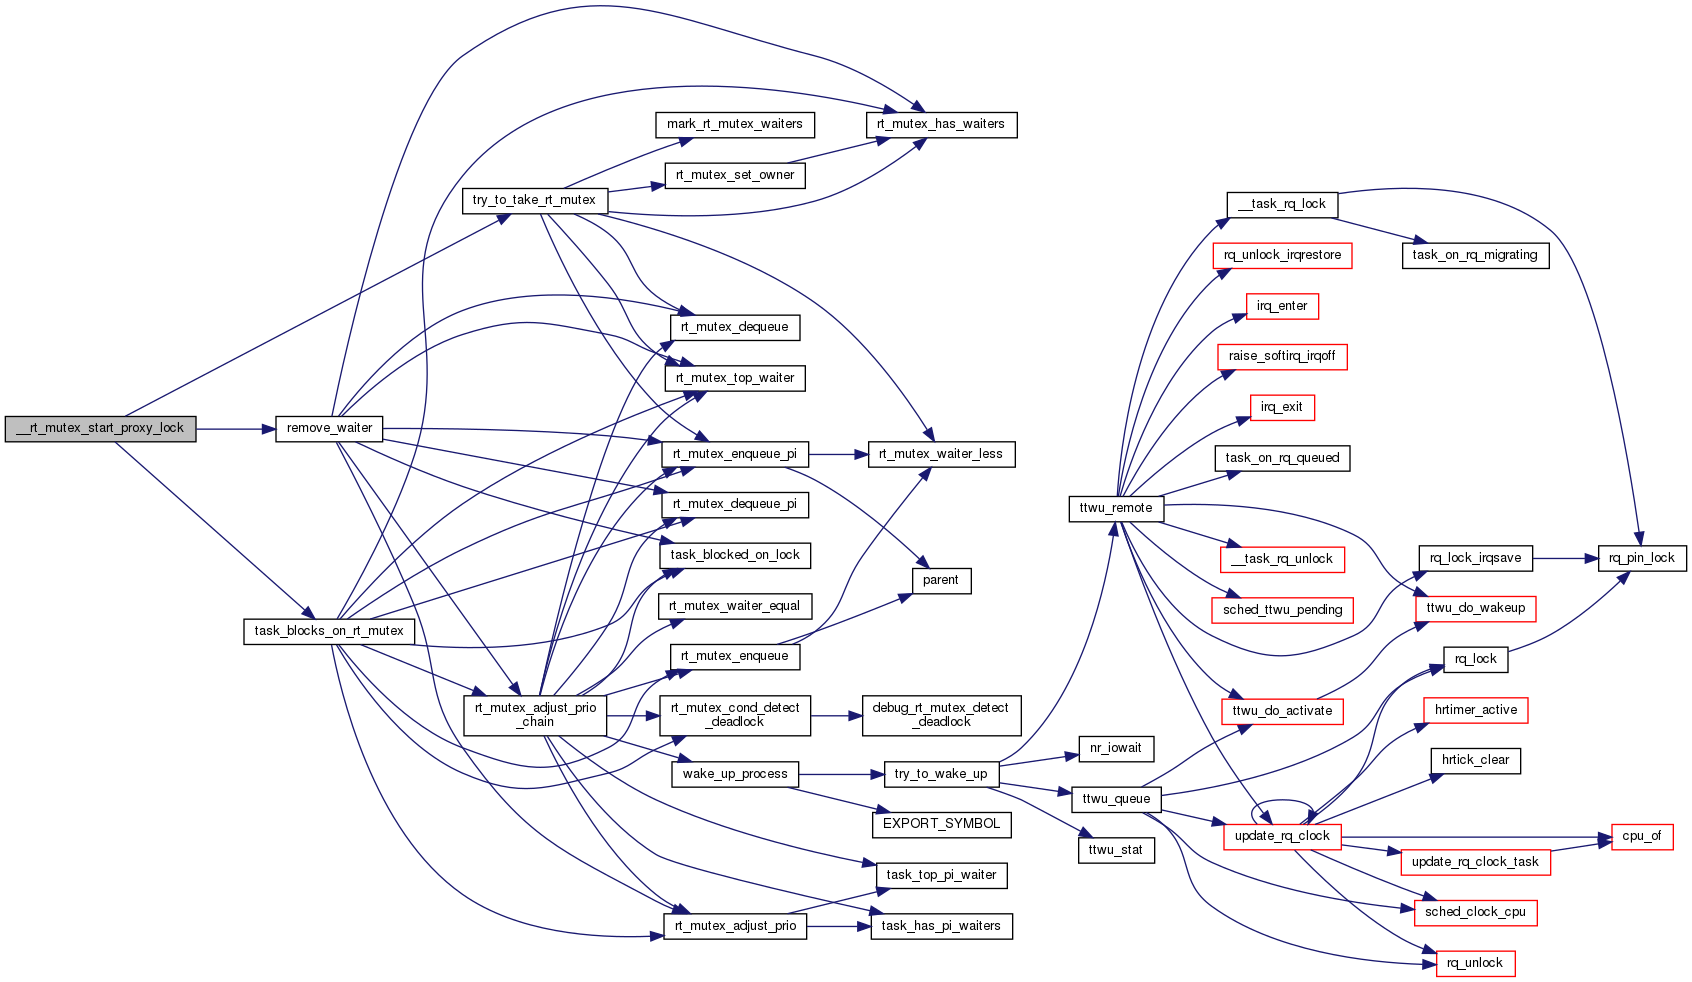 __rt_mutex_start_proxy_lock
remove_waiter
task_blocks_on_rt_mutex
try_to_take_rt_mutex
rt_mutex_adjust_prio
_chain
mark_rt_mutex_waiters
rt_mutex_set_owner
rt_mutex_dequeue
rt_mutex_top_waiter
rt_mutex_enqueue_pi
rt_mutex_dequeue_pi
task_blocked_on_lock
rt_mutex_waiter_equal
rt_mutex_enqueue
rt_mutex_cond_detect
_deadlock
wake_up_process
rt_mutex_adjust_prio
rt_mutex_has_waiters
rt_mutex_waiter_less
parent
debug_rt_mutex_detect
_deadlock
try_to_wake_up
EXPORT_SYMBOL
task_top_pi_waiter
task_has_pi_waiters
ttwu_remote
nr_iowait
ttwu_queue
ttwu_stat
__task_rq_lock
rq_unlock_irqrestore
irq_enter
raise_softirq_irqoff
irq_exit
task_on_rq_queued
__task_rq_unlock
sched_ttwu_pending
ttwu_do_activate
update_rq_clock
task_on_rq_migrating
rq_lock_irqsave
ttwu_do_wakeup
rq_lock
hrtimer_active
hrtick_clear
update_rq_clock_task
sched_clock_cpu
rq_unlock
rq_pin_lock
cpu_of